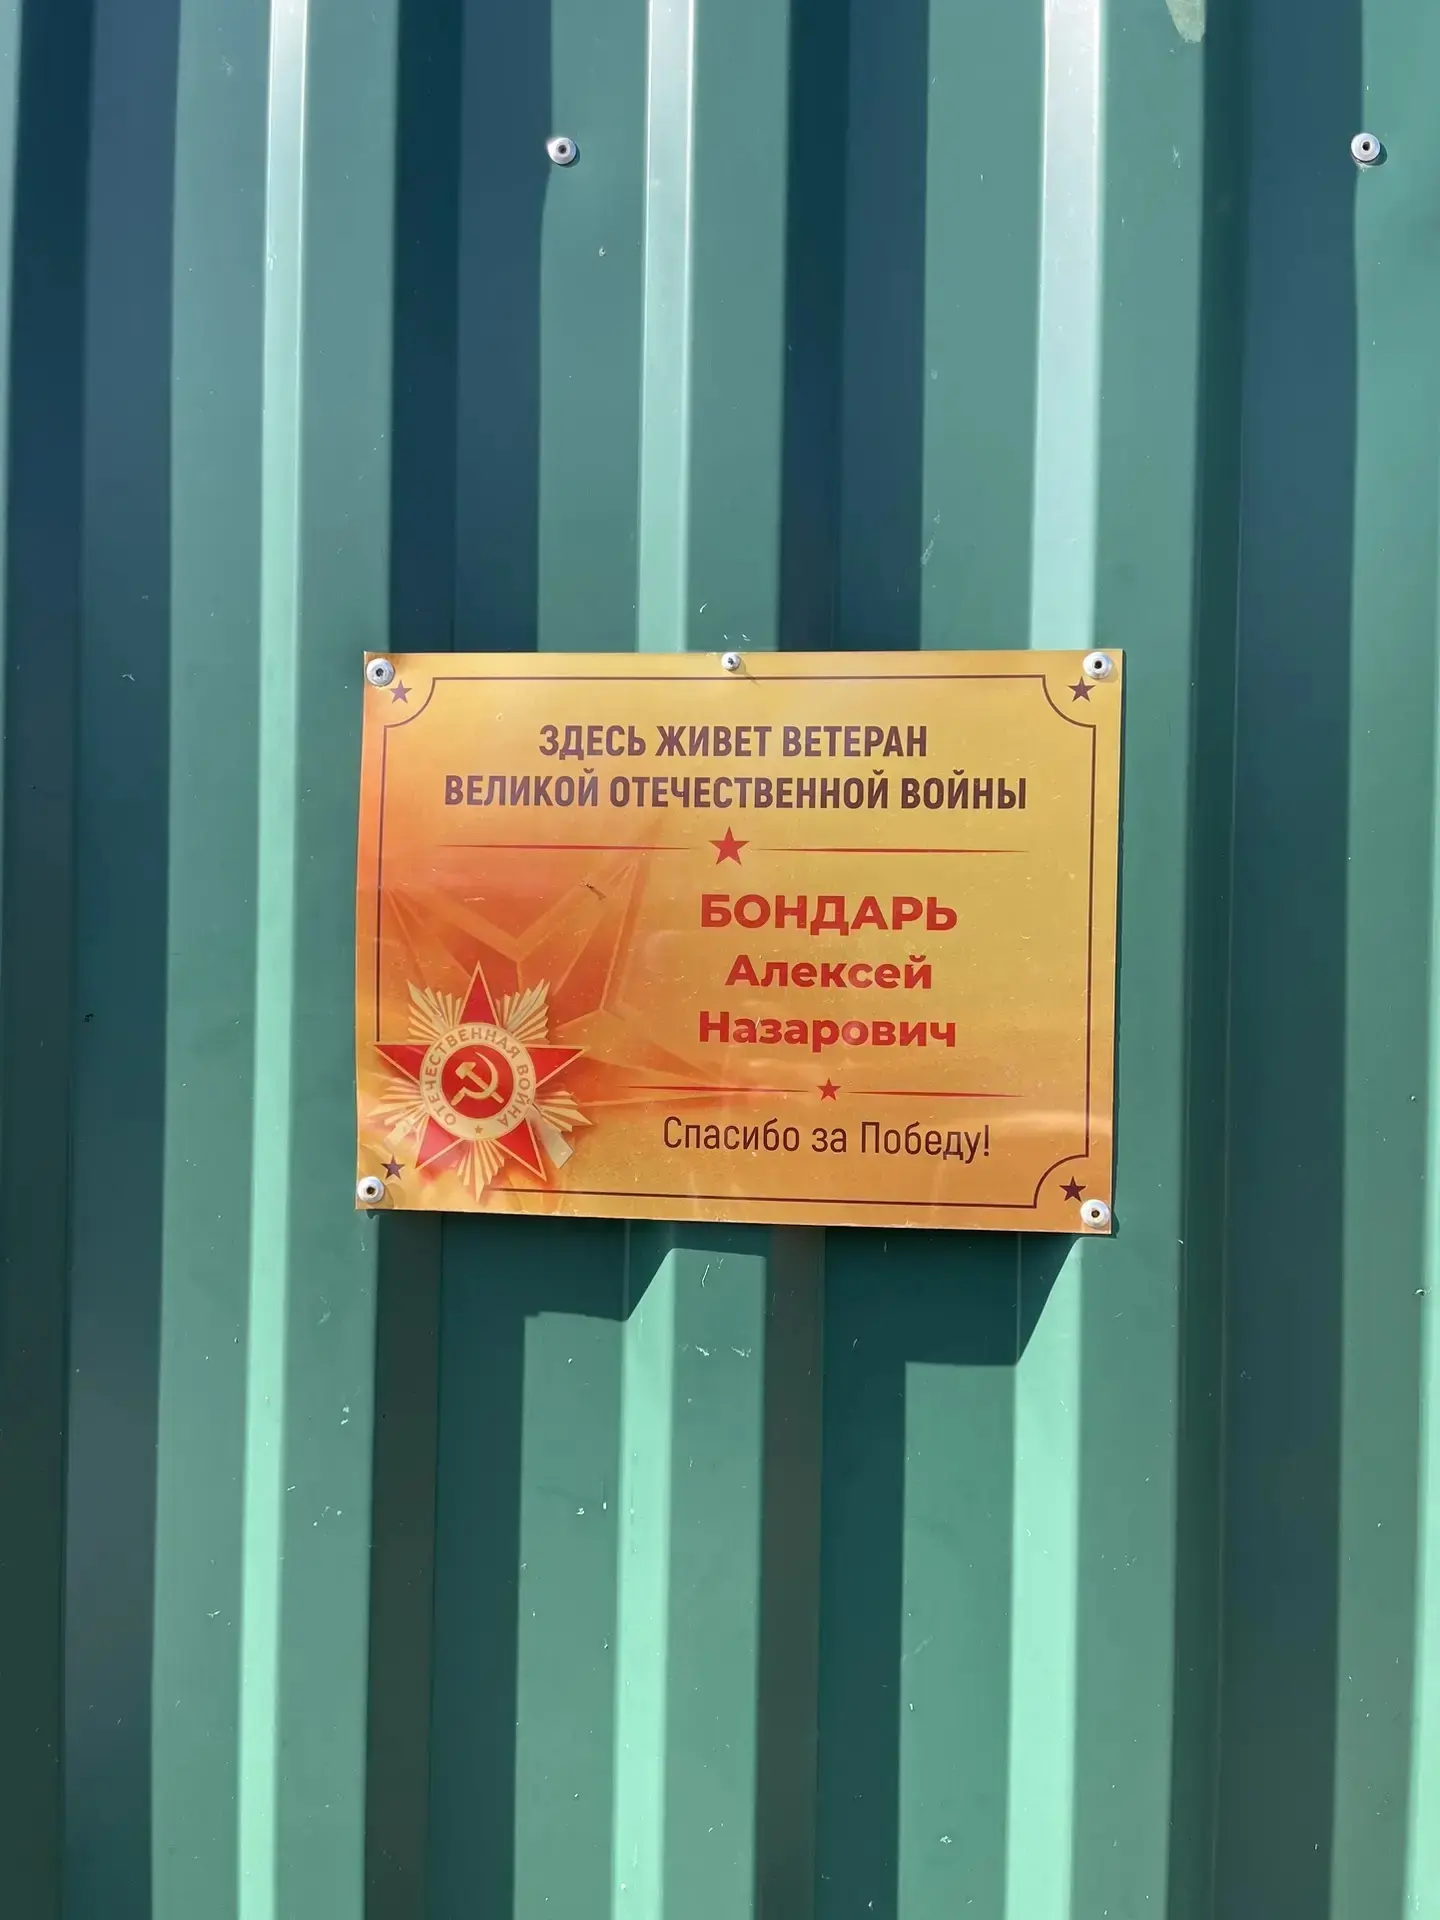 ЗДЕСЬ ЖИВЕТ ВЕТЕРАН
ВЕЛИКОЙ ОТЕЧЕСТВЕННОЙ ВОЙНЫ
БОНДАРЬ
Алексей
Назарович
ОТЕЧЕСТВЕННАЯ ВОЙНА
Спасибо за Победу!